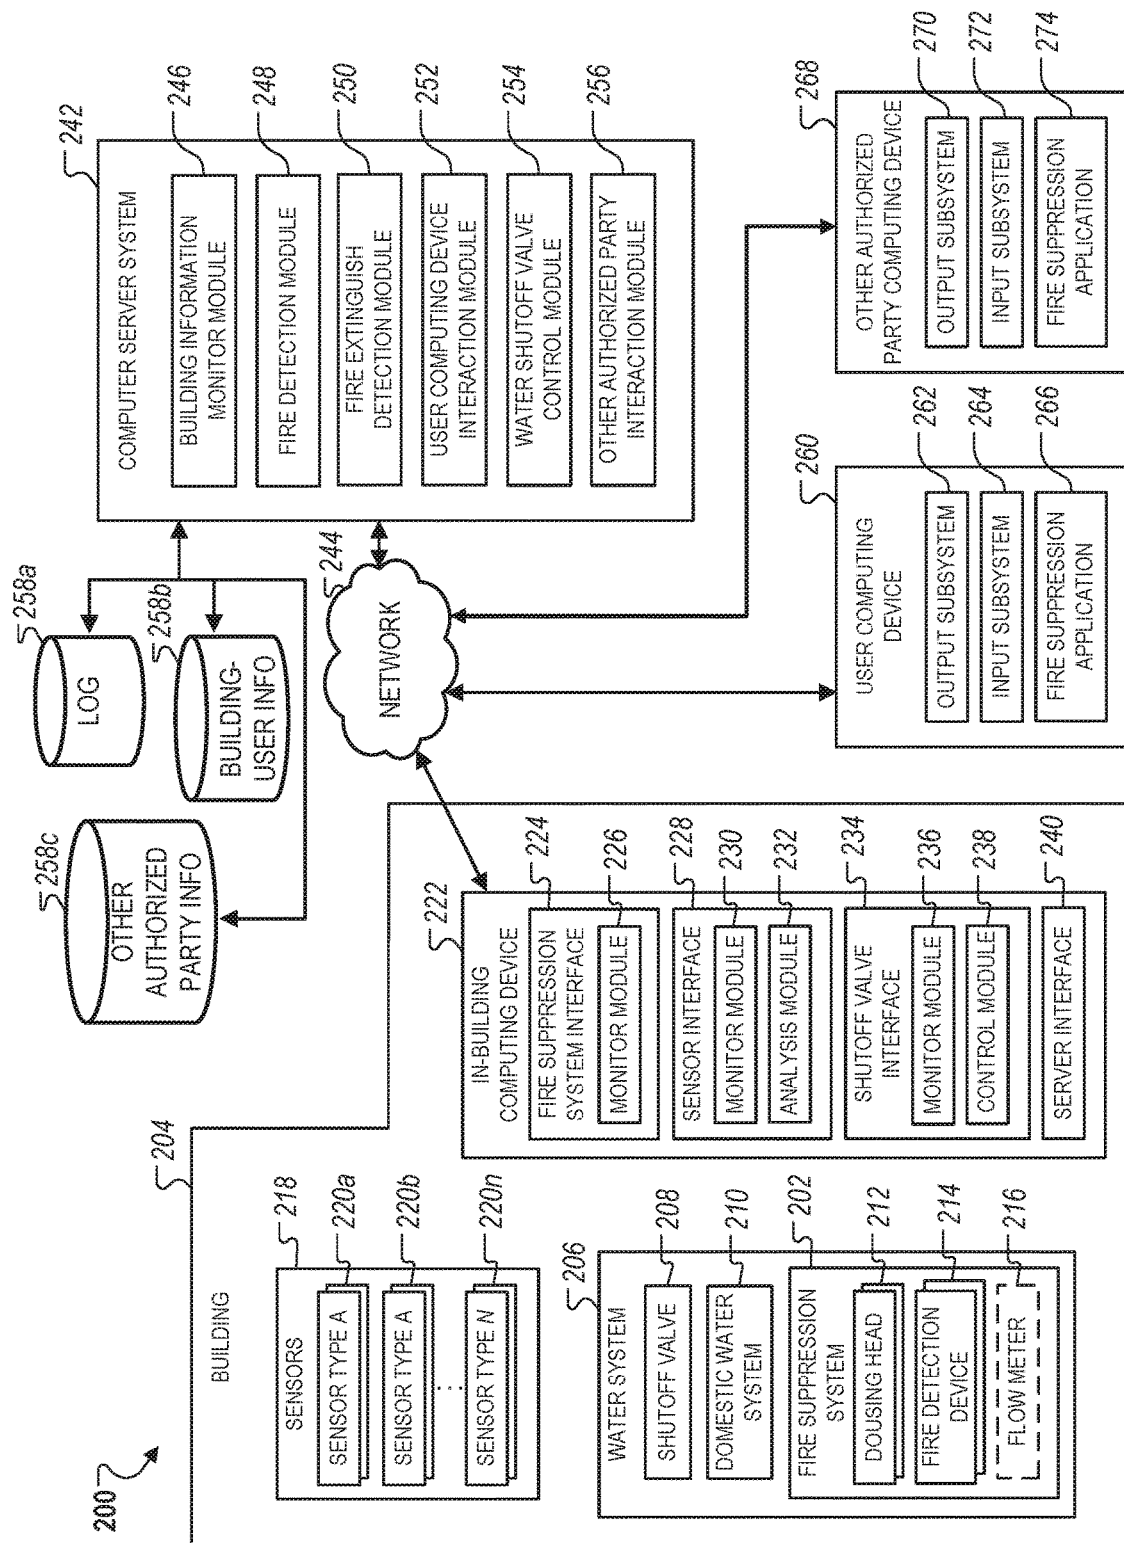 200
204
BUILDING
218
SENSORS
SENSOR TYPE A
220a
SENSOR TYPE A
220b
....
SENSOR TYPE N
220n
206
WATER SYSTEM
SHUTOFF VALVE
208
DOMESTIC WATER
SYSTEM
210
FIRE SUPPRESSION
SYSTEM
202
DOUSING HEAD
212
FIRE DETECTION
DEVICE
214
FLOW METER
216
222
IN-BUILDING
COMPUTING DEVICE
FIRE SUPPRESSION
SYSTEM INTERFACE
224
MONITOR MODULE
226
SENSOR INTERFACE
228
MONITOR MODULE
230
ANALYSIS MODULE
232
SHUTOFF VALVE
INTERFACE
234
MONITOR MODULE
236
CONTROL MODULE
238
SERVER INTERFACE
240
258c
OTHER
AUTHORIZED
PARTY INFO
258a
LOG
258b
BUILDING-
USER INFO
244
NETWORK
242
COMPUTER SERVER SYSTEM
BUILDING INFORMATION
MONITOR MODULE
246
FIRE DETECTION MODULE
248
FIRE EXTINGUISH
DETECTION MODULE
250
USER COMPUTING DEVICE
INTERACTION MODULE
252
WATER SHUTOFF VALVE
CONTROL MODULE
254
OTHER AUTHORIZED PARTY
INTERACTION MODULE
256
260
USER COMPUTING
DEVICE
OUTPUT SUBSYSTEM
262
INPUT SUBSYSTEM
264
FIRE SUPPRESSION
APPLICATION
266
268
OTHER AUTHORIZED
PARTY COMPUTING DEVICE
OUTPUT SUBSYSTEM
270
INPUT SUBSYSTEM
272
FIRE SUPPRESSION
APPLICATION
274